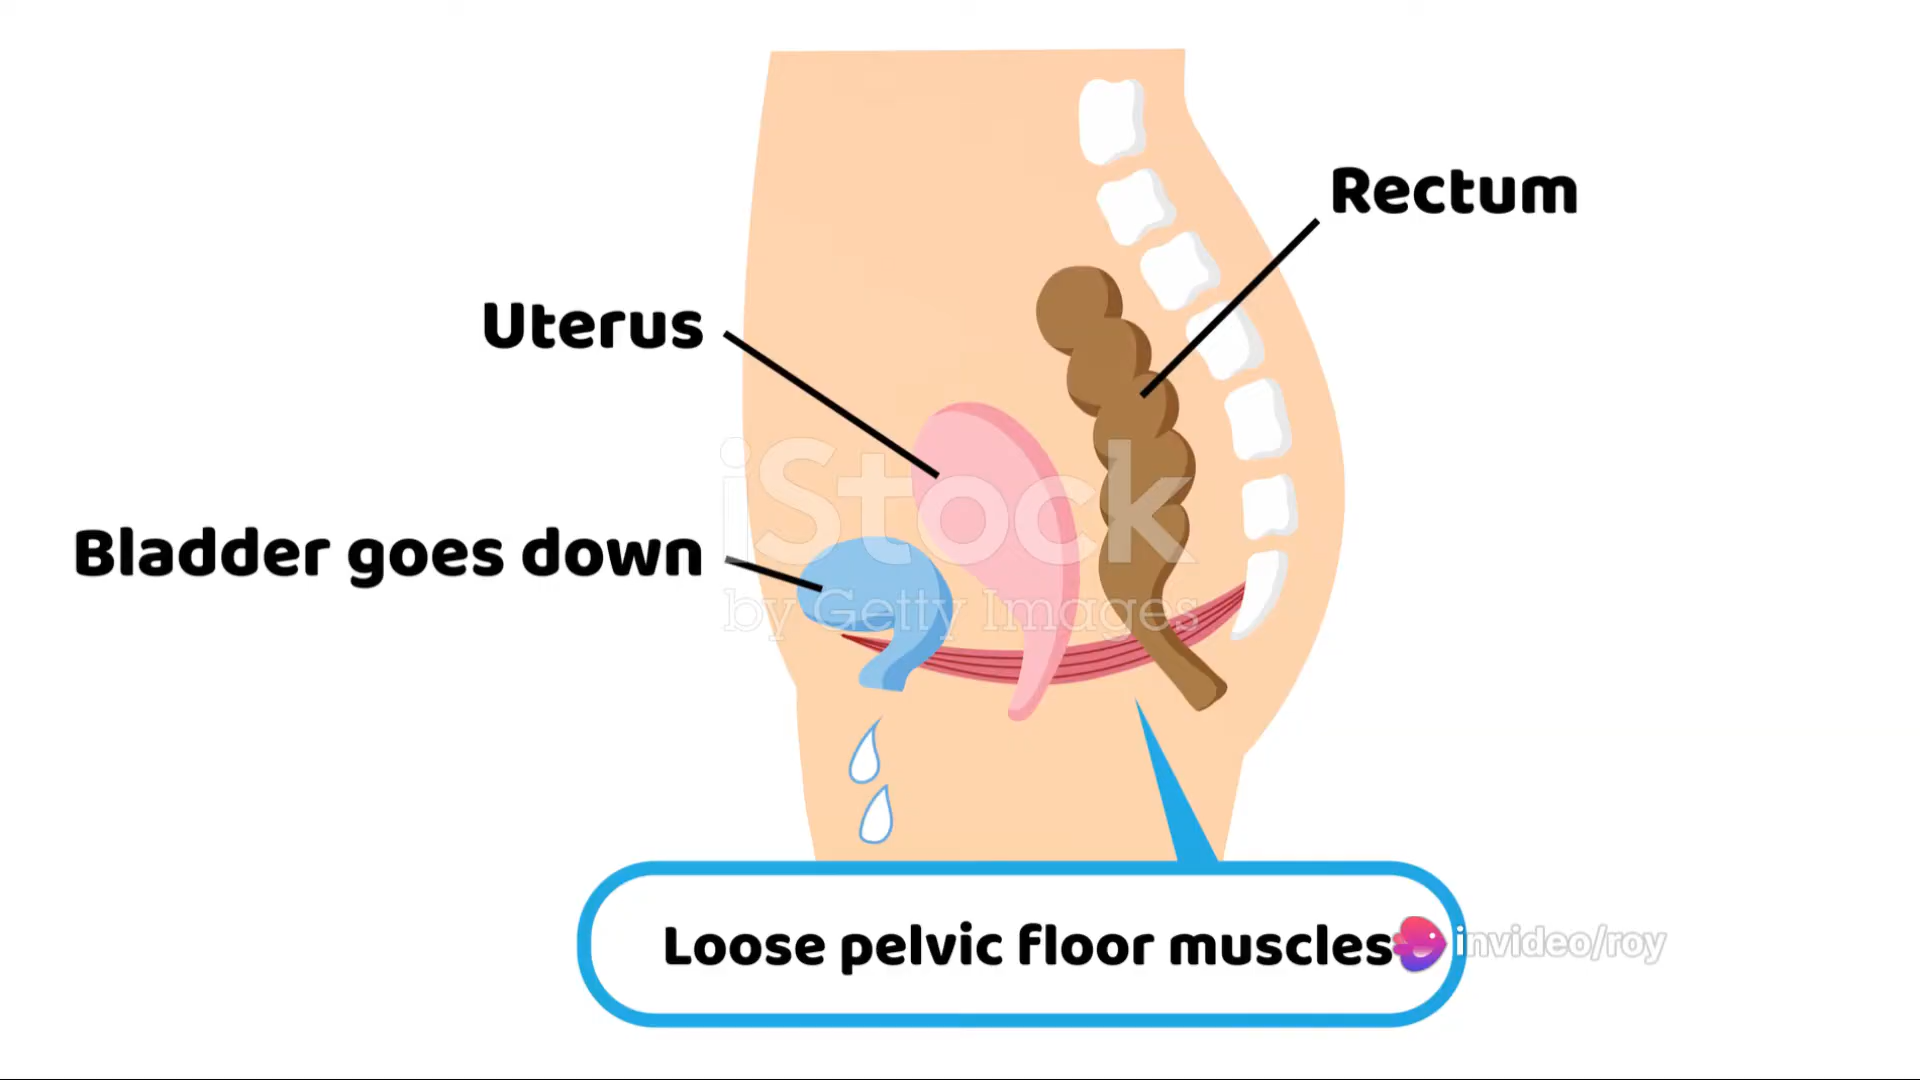 Rectum
Uterus
iStock
Bladder goes down
by Getty Images
Loose pelvic floor muscles
invideo/roy